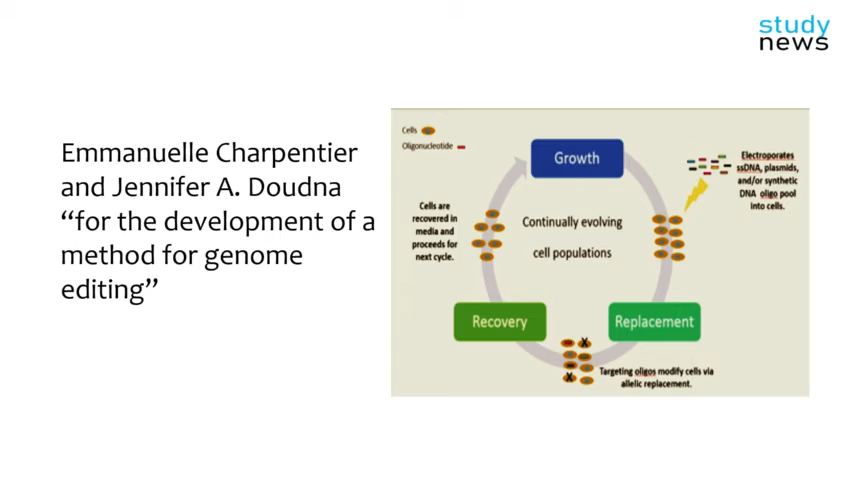 study
news
Emmanuelle Charpentier
and Jennifer A. Doudna
“for the development of a
method for genome
editing”
Cells
Oligonucleotide
Growth
Electroporates
ssDNA, plasmids,
and/or synthetic
DNA oligo pool
into cells.
Cells are
recovered in
media and
proceeds for
next cycle.
Continually evolving
cell populations
Recovery
Replacement
X
X
Targeting oligos modify cells via
allelic replacement.